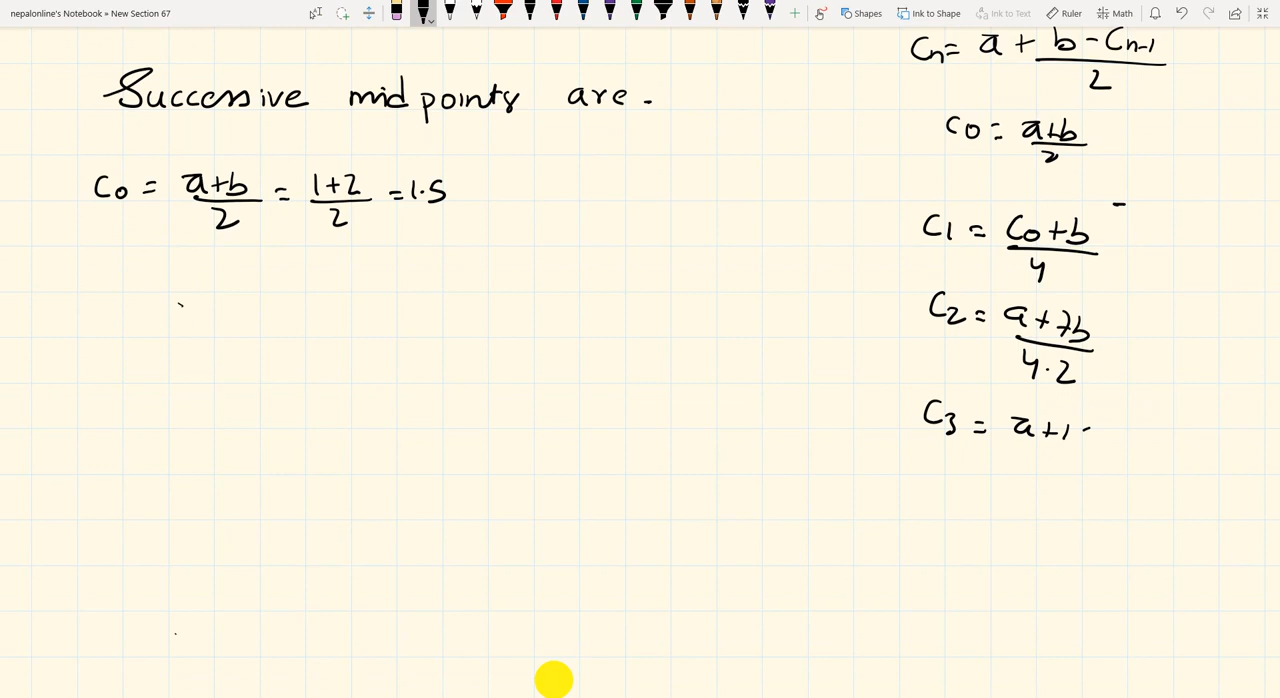 nepalonline's Notebook » New Section 67
Shapes
Ink to Shape
Ink to Text
Ruler
Math
Successive midpoints are.
C0 = a+b/2 = 1+2/2 = 1.5
Cn = a + b - Cn-1/2
C0 = a+b/2
C1 = C0+b/4
C2 = a+7b/4·2
C3 = a+1